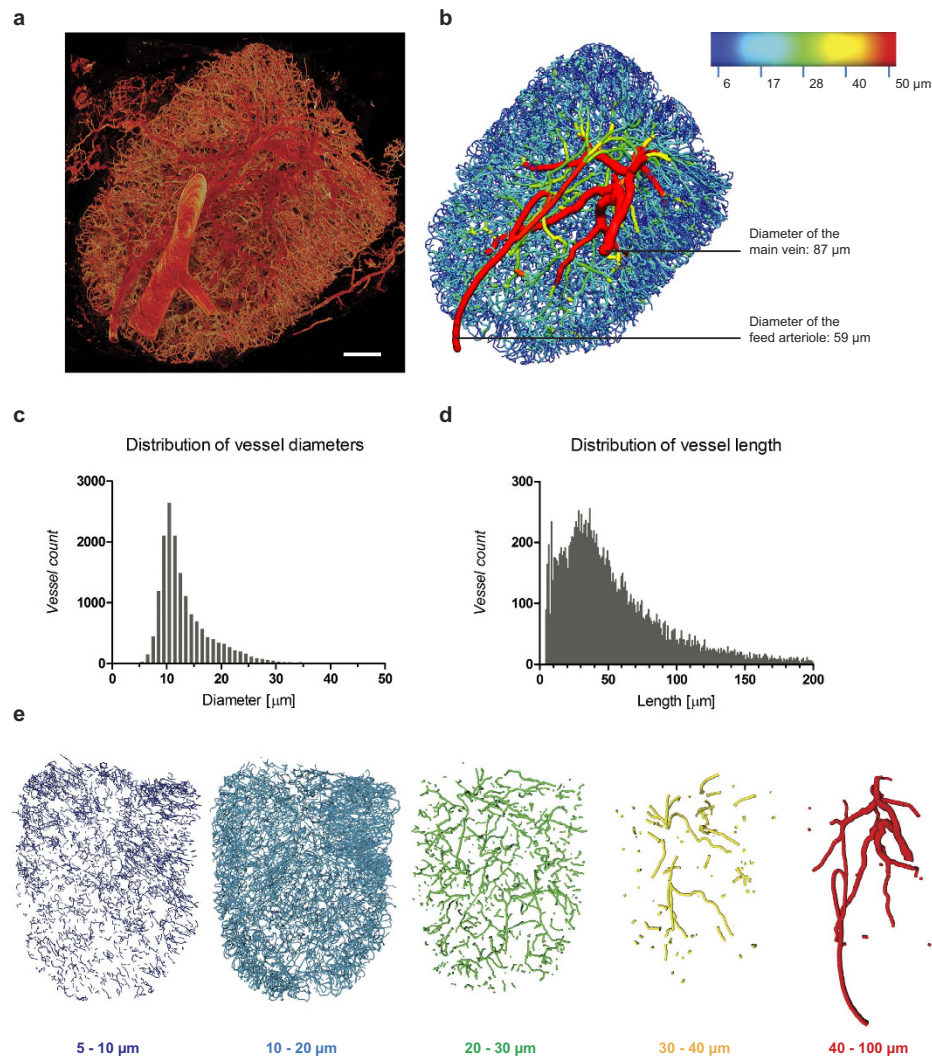 a
b
6 17 28 40 50 µm
Diameter of the
main vein: 87 µm
Diameter of the
feed arteriole: 59 µm
c
d
Distribution of vessel diameters
Distribution of vessel length
3000
2000
1000
0
Vessel count
0 10 20 30 40 50
Diameter [µm]
300
200
100
0
Vessel count
0 50 100 150 200
Length [µm]
e
5 - 10 µm
10 - 20 µm
20 - 30 µm
30 - 40 µm
40 - 100 µm